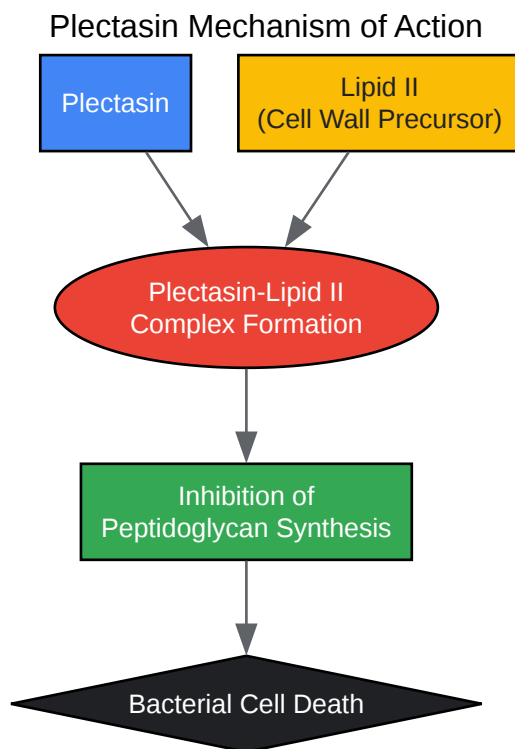 Plectasin Mechanism of Action
Plectasin
Lipid II
(Cell Wall Precursor)
Plectasin-Lipid II
Complex Formation
Inhibition of
Peptidoglycan Synthesis
Bacterial Cell Death